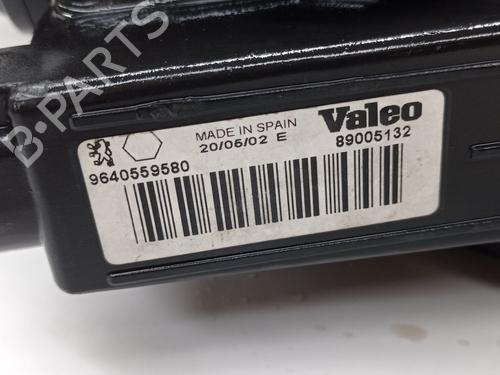 B-PARTS
MADE IN SPAIN
20/06/02 E
Valeo
89005132
9640559580